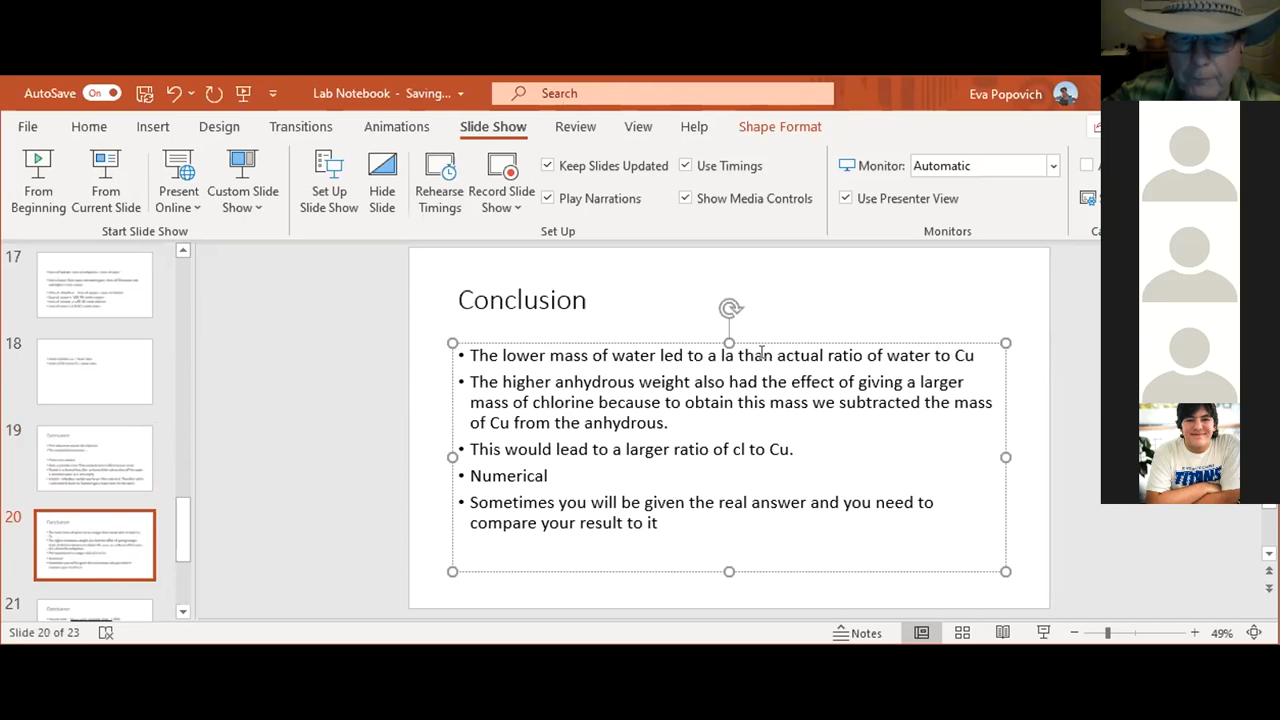 AutoSave On Lab Notebook - Saving... Search Eva Popovich
File Home Insert Design Transitions Animations Slide Show Review View Help Shape Format
From Beginning
From Current Slide
Present Online
Custom Slide Show
Start Slide Show
Set Up Slide Show
Hide Slide
Rehearse Timings
Record Slide Show
Keep Slides Updated
Play Narrations
Use Timings
Show Media Controls
Set Up
Monitor: Automatic
Use Presenter View
Monitors
17
18
19
20
21
Conclusion
• The lower mass of water led to a la than actual ratio of water to Cu
• The higher anhydrous weight also had the effect of giving a larger
mass of chlorine because to obtain this mass we subtracted the mass
of Cu from the anhydrous.
• This would lead to a larger ratio of cl to Cu.
• Numerical
• Sometimes you will be given the real answer and you need to
compare your result to it
TITANS
Slide 20 of 23 Notes 49%